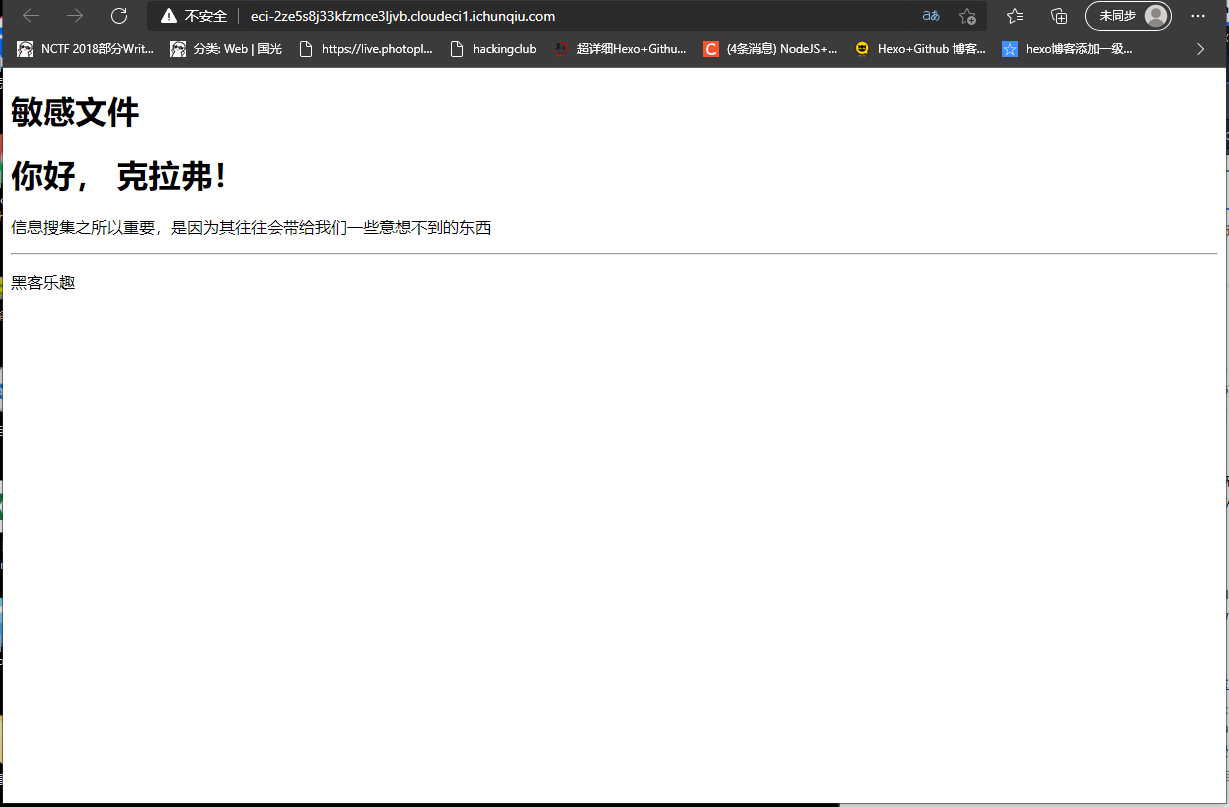 不安全 eci-2ze5s8j33kfzmce3ljvb.cloudeci1.ichunqiu.com aあ 未同步
NCTF 2018部分Writ... 分类: Web | 国光 https://live.photopl... hackingclub 超详细Hexo+Githu... (4条消息) NodeJS+... Hexo+Github 博客... hexo博客添加一级...
敏感文件
你好， 克拉弗！
信息搜集之所以重要，是因为其往往会带给我们一些意想不到的东西
黑客乐趣